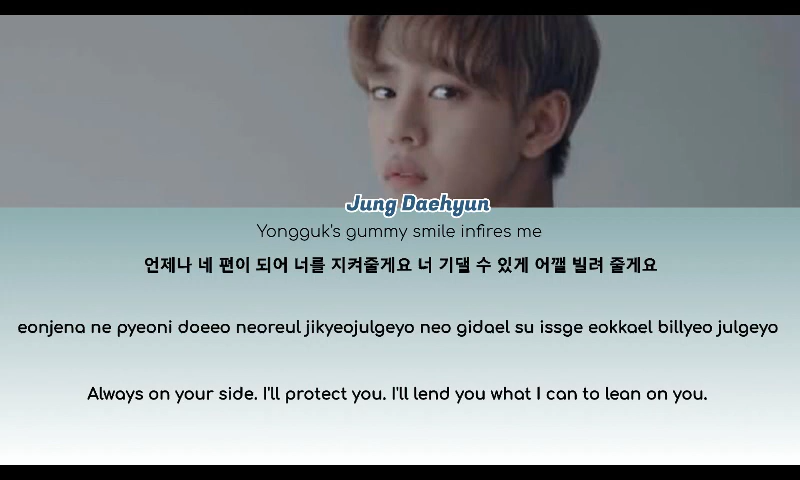 Jung Daehyun
Yongguk's gummy smile infires me
언제나 네 편이 되어 너를 지켜줄게요 너 기댈 수 있게 어깰 빌려 줄게요
eonjena ne pyeoni doeeo neoreul jikyeojulgeyo neo gidael su issge eokkael billyeo julgeyo
Always on your side. I'll protect you. I'll lend you what I can to lean on you.